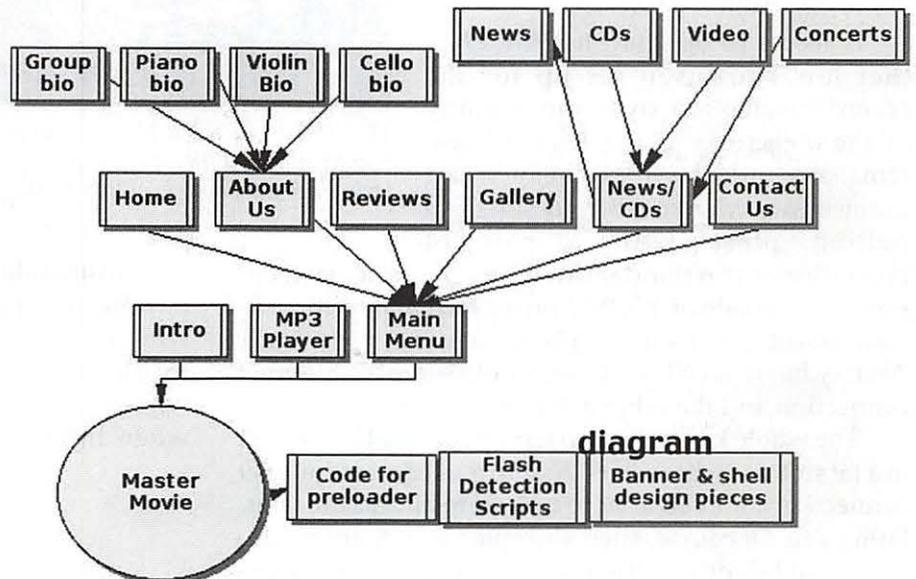 News
CDs
Video
Concerts
Group
bio
Piano
bio
Violin
Bio
Cello
bio
Home
About
Us
Reviews
Gallery
News/
CDs
Contact
Us
Intro
MP3
Player
Main
Menu
diagram
Master
Movie
Code for
preloader
Flash
Detection
Scripts
Banner & shell
design pieces